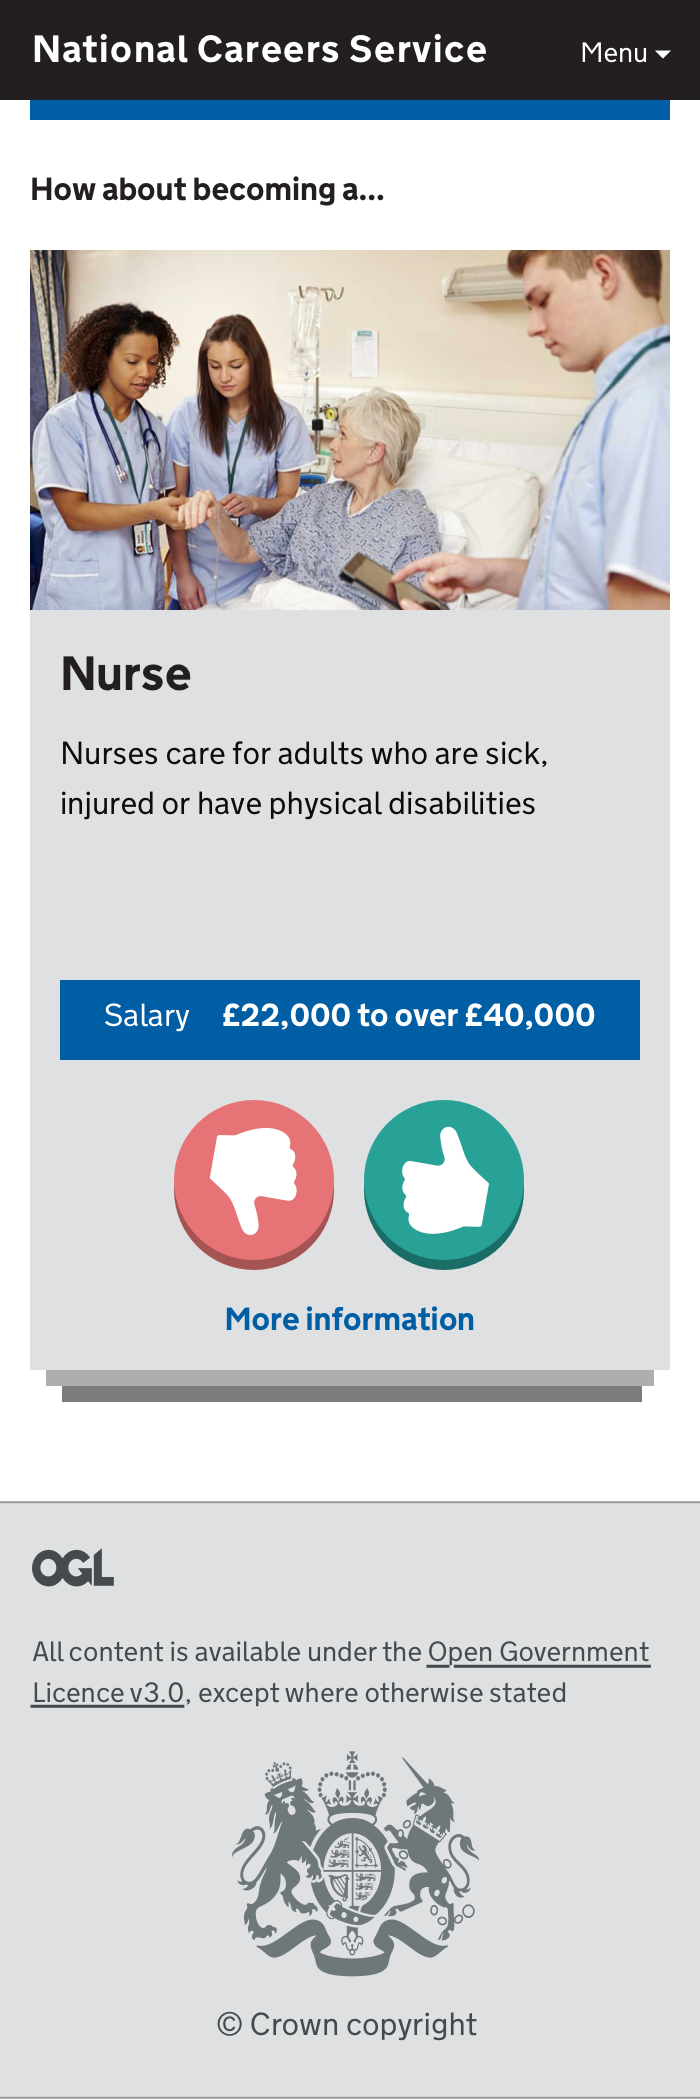 National Careers Service
Menu
How about becoming a...
Nurse
Nurses care for adults who are sick,
injured or have physical disabilities
Salary £22,000 to over £40,000
More information
OGL
All content is available under the Open Government
Licence v3.0, except where otherwise stated
© Crown copyright